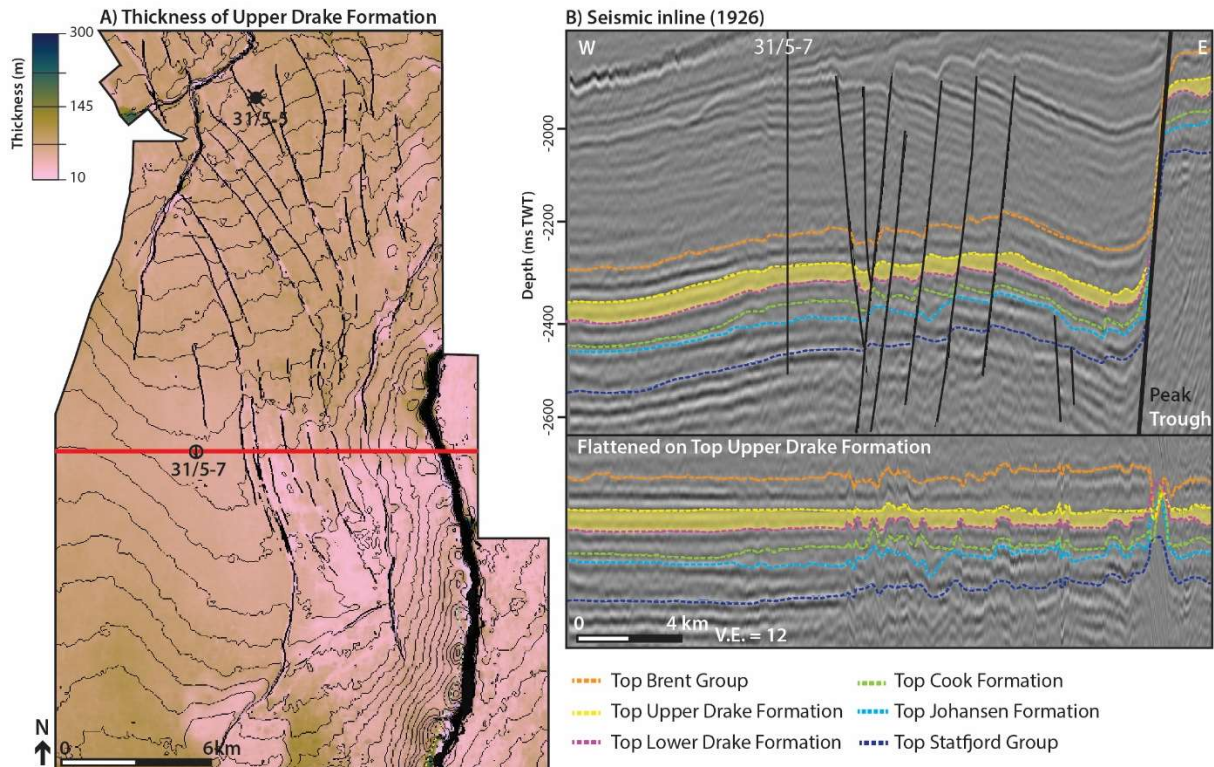 A) Thickness of Upper Drake Formation
Thickness (m)
300
145
10
31/5-5
31/5-7
N
0 6km
B) Seismic inline (1926)
W 31/5-7 E
Depth (ms TWT)
-2000
-2200
-2400
-2600
Peak
Trough
Flattened on Top Upper Drake Formation
0 4 km
V.E. = 12
Top Brent Group
Top Upper Drake Formation
Top Lower Drake Formation
Top Cook Formation
Top Johansen Formation
Top Statfjord Group